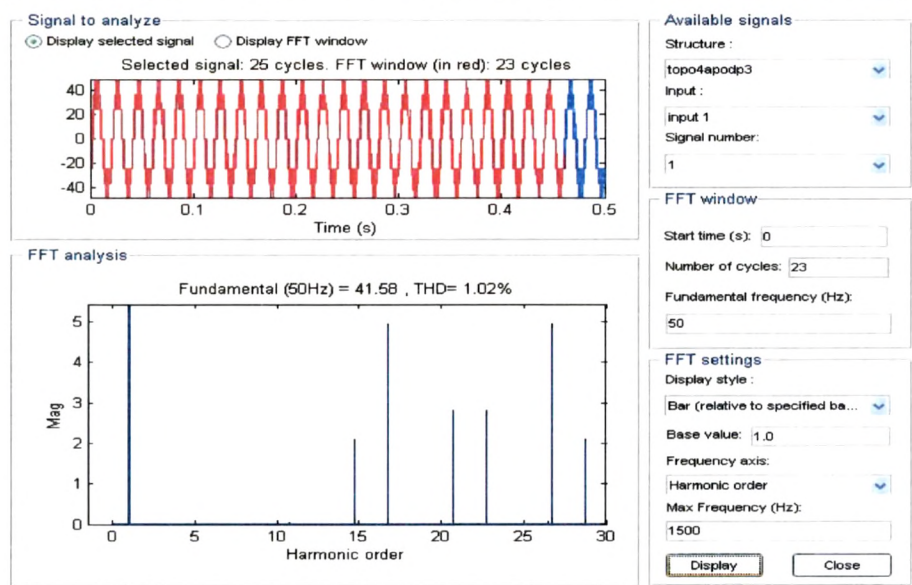 Signal to analyze
Display selected signal
Display FFT window
Selected signal: 25 cycles. FFT window (in red): 23 cycles
40
20
0
-20
-40
0
0.1
0.2
0.3
0.4
0.5
Time (s)
FFT analysis
Fundamental (50Hz) = 41.58 , THD= 1.02%
5
4
3
2
1
0
Mag
0
5
10
15
20
25
30
Harmonic order
Available signals
Structure :
topo4apodp3
Input :
input 1
Signal number:
1
FFT window
Start time (s): 0
Number of cycles: 23
Fundamental frequency (Hz):
50
FFT settings
Display style :
Bar (relative to specified ba...
Base value: 1.0
Frequency axis:
Harmonic order
Max Frequency (Hz):
1500
Display
Close